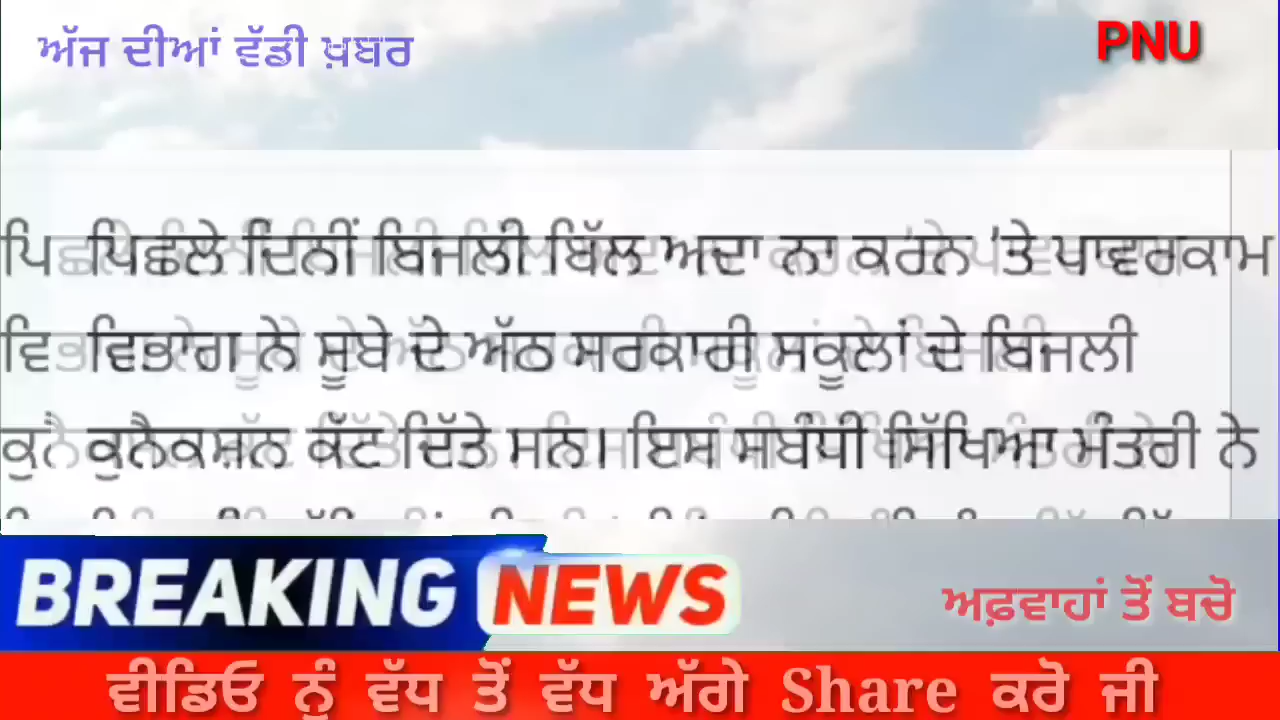 ਅੱਜ ਦੀਆਂ ਵੱਡੀ ਖ਼ਬਰ
PNU
ਪਿਛਲੇ ਦਿਨੀਂ ਬਿਜਲੀ ਬਿੱਲ ਅਦਾ ਨਾ ਕਰਨੇ 'ਤੇ ਪਾਵਰਕਾਮ
ਵਿਭਾਗ ਨੇ ਸੂਬੇ ਦੇ ਅੱਠ ਸਰਕਾਰੀ ਸਕੂਲਾਂ ਦੇ ਬਿਜਲੀ
ਕੁਨੈਕਸ਼ਨ ਕੱਟ ਦਿੱਤੇ ਸਨ। ਇਸ ਸਬੰਧੀ ਸਿੱਖਿਆ ਮੰਤਰੀ ਨੇ
BREAKING NEWS
ਅਫ਼ਵਾਹਾਂ ਤੋਂ ਬਚੋ
ਵੀਡਿਓ ਨੂੰ ਵੱਧ ਤੋਂ ਵੱਧ ਅੱਗੇ Share ਕਰੋ ਜੀ